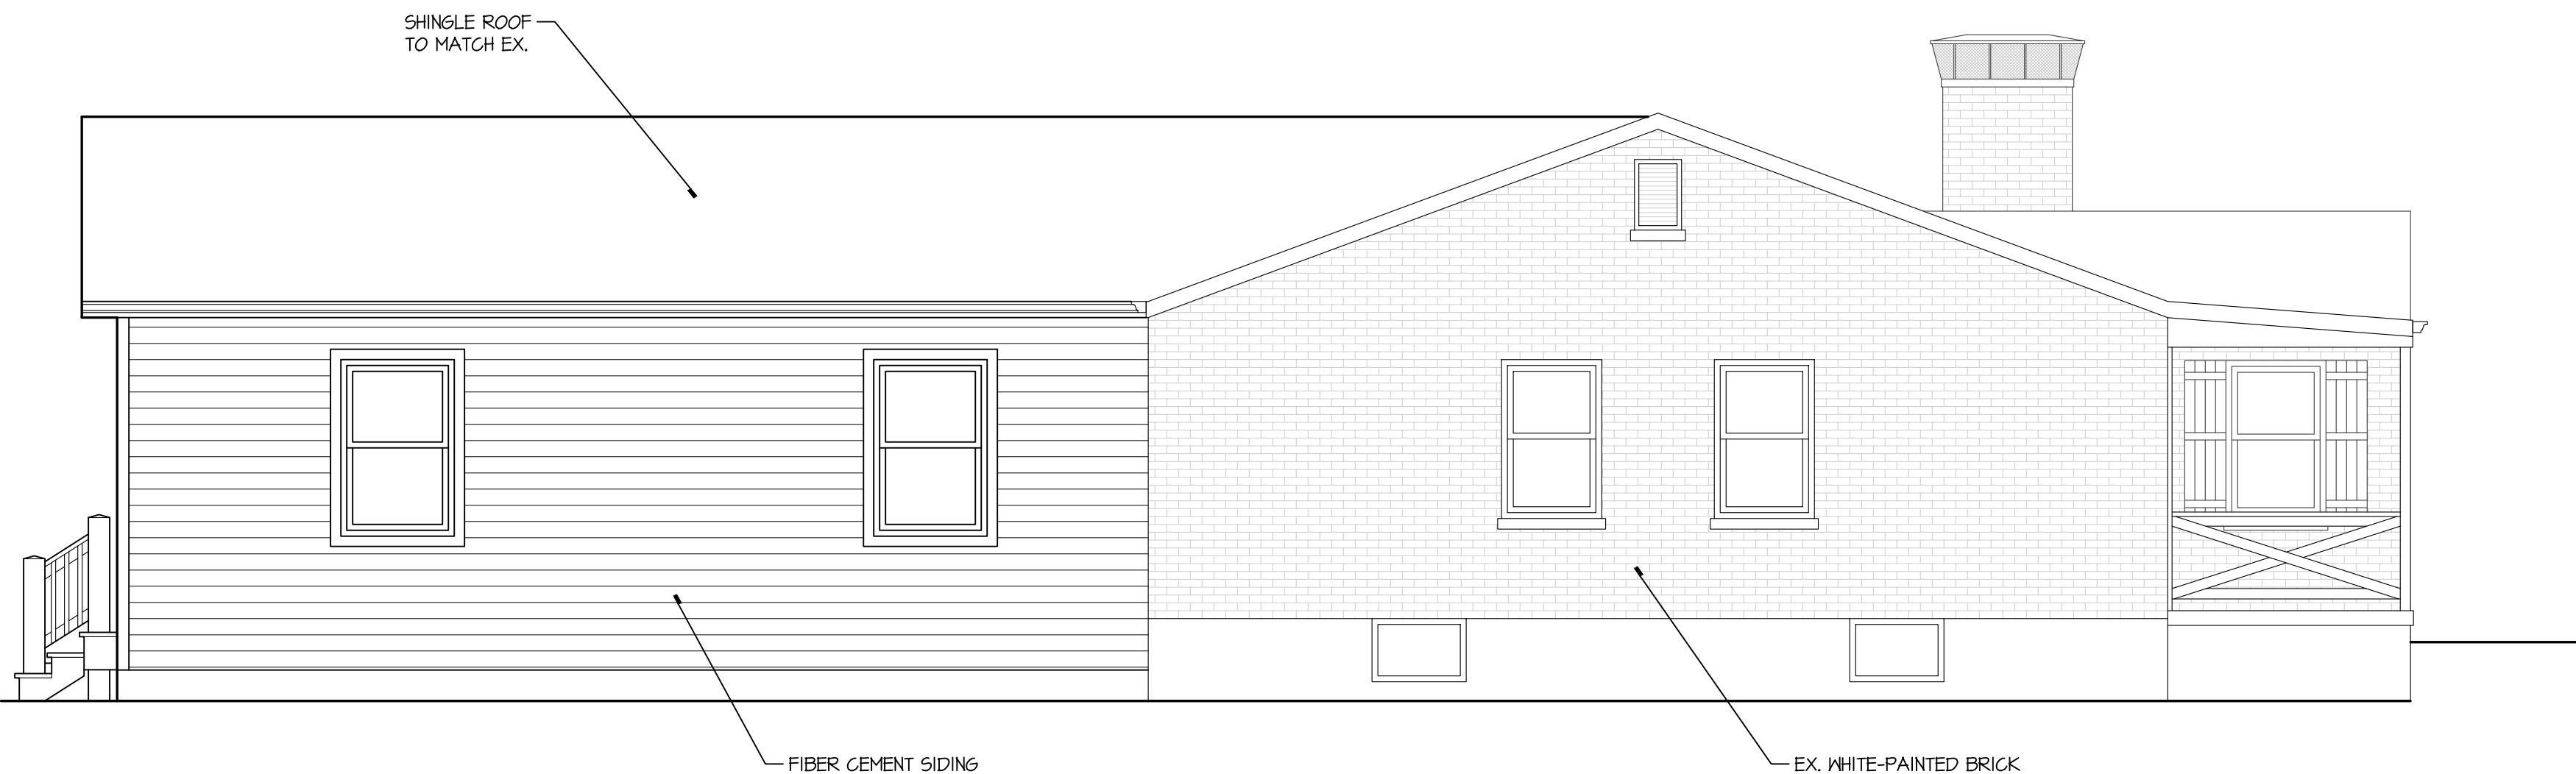 SHINGLE ROOF
TO MATCH EX.
FIBER CEMENT SIDING
EX. WHITE-PAINTED BRICK